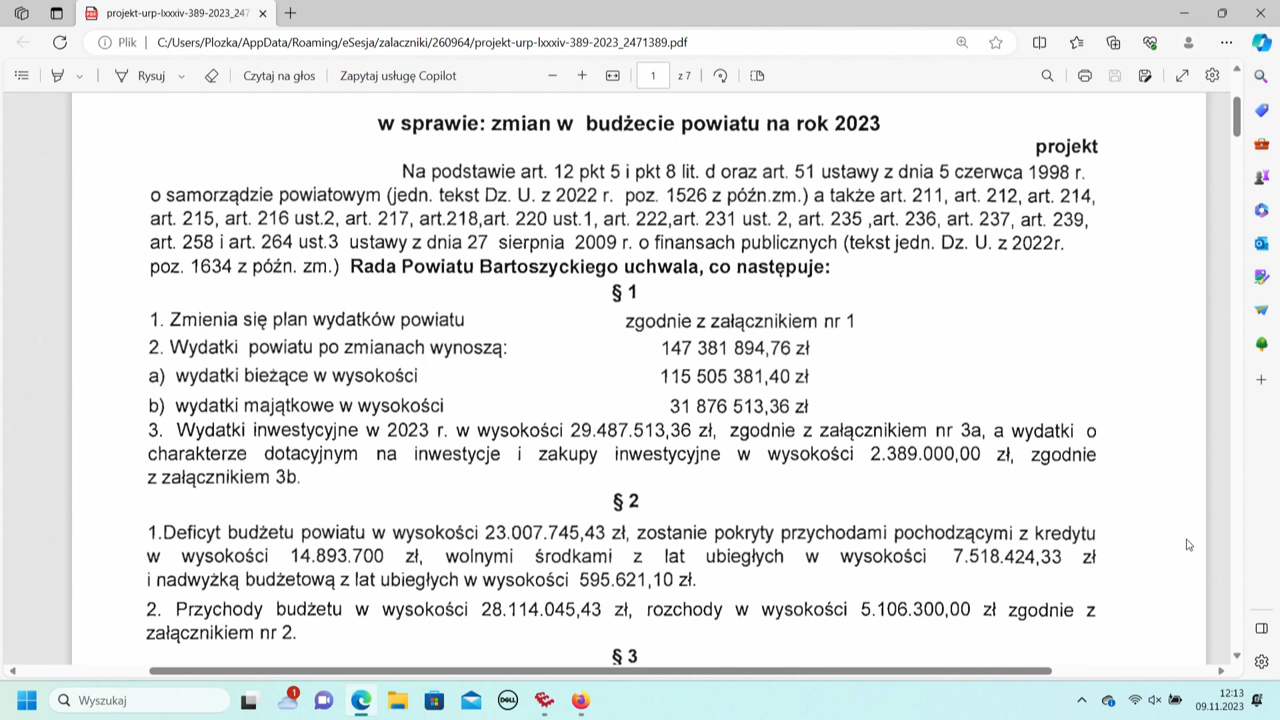 projekt-urp-lxxxiv-389-2023_247
Plik
C:/Users/Plozka/AppData/Roaming/eSesja/zalaczniki/260964/projekt-urp-lxxxiv-389-2023_2471389.pdf
Rysuj Czytaj na głos Zapytaj usługę Copilot 1 z 7
w sprawie: zmian w budżecie powiatu na rok 2023
projekt
Na podstawie art. 12 pkt 5 i pkt 8 lit. d oraz art. 51 ustawy z dnia 5 czerwca 1998 r.
o samorządzie powiatowym (jedn. tekst Dz. U. z 2022 r. poz. 1526 z późn.zm.) a także art. 211, art. 212, art. 214,
art. 215, art. 216 ust.2, art. 217, art.218,art. 220 ust.1, art. 222,art. 231 ust. 2, art. 235 ,art. 236, art. 237, art. 239,
art. 258 i art. 264 ust.3 ustawy z dnia 27 sierpnia 2009 r. o finansach publicznych (tekst jedn. Dz. U. z 2022r.
poz. 1634 z późn. zm.) Rada Powiatu Bartoszyckiego uchwala, co następuje:
§ 1
1. Zmienia się plan wydatków powiatu zgodnie z załącznikiem nr 1
2. Wydatki powiatu po zmianach wynoszą: 147 381 894,76 zł
a) wydatki bieżące w wysokości 115 505 381,40 zł
b) wydatki majątkowe w wysokości 31 876 513,36 zł
3. Wydatki inwestycyjne w 2023 r. w wysokości 29.487.513,36 zł, zgodnie z załącznikiem nr 3a, a wydatki o
charakterze dotacyjnym na inwestycje i zakupy inwestycyjne w wysokości 2.389.000,00 zł, zgodnie
z załącznikiem 3b.
§ 2
1.Deficyt budżetu powiatu w wysokości 23.007.745,43 zł, zostanie pokryty przychodami pochodzącymi z kredytu
w wysokości 14.893.700 zł, wolnymi środkami z lat ubiegłych w wysokości 7.518.424,33 zł
i nadwyżką budżetową z lat ubiegłych w wysokości 595.621,10 zł.
2. Przychody budżetu w wysokości 28.114.045,43 zł, rozchody w wysokości 5.106.300,00 zł zgodnie z
załącznikiem nr 2.
§ 3
Wyszukaj
1
DELL
12:13
09.11.2023